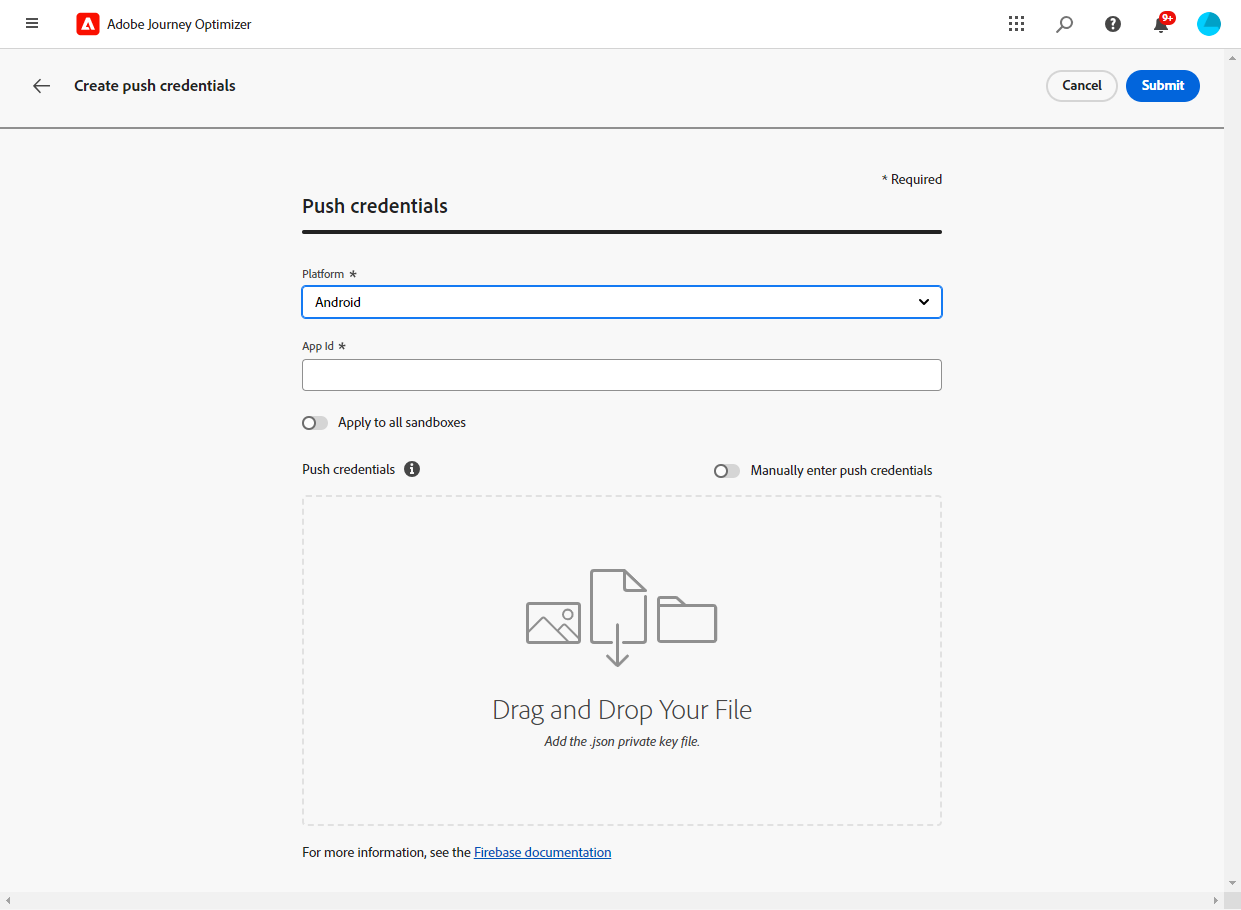 Adobe Journey Optimizer
9+
Create push credentials
Cancel
Submit
* Required
Push credentials
Platform *
Android
App Id *
Apply to all sandboxes
Push credentials
Manually enter push credentials
Drag and Drop Your File
Add the .json private key file.
For more information, see the Firebase documentation